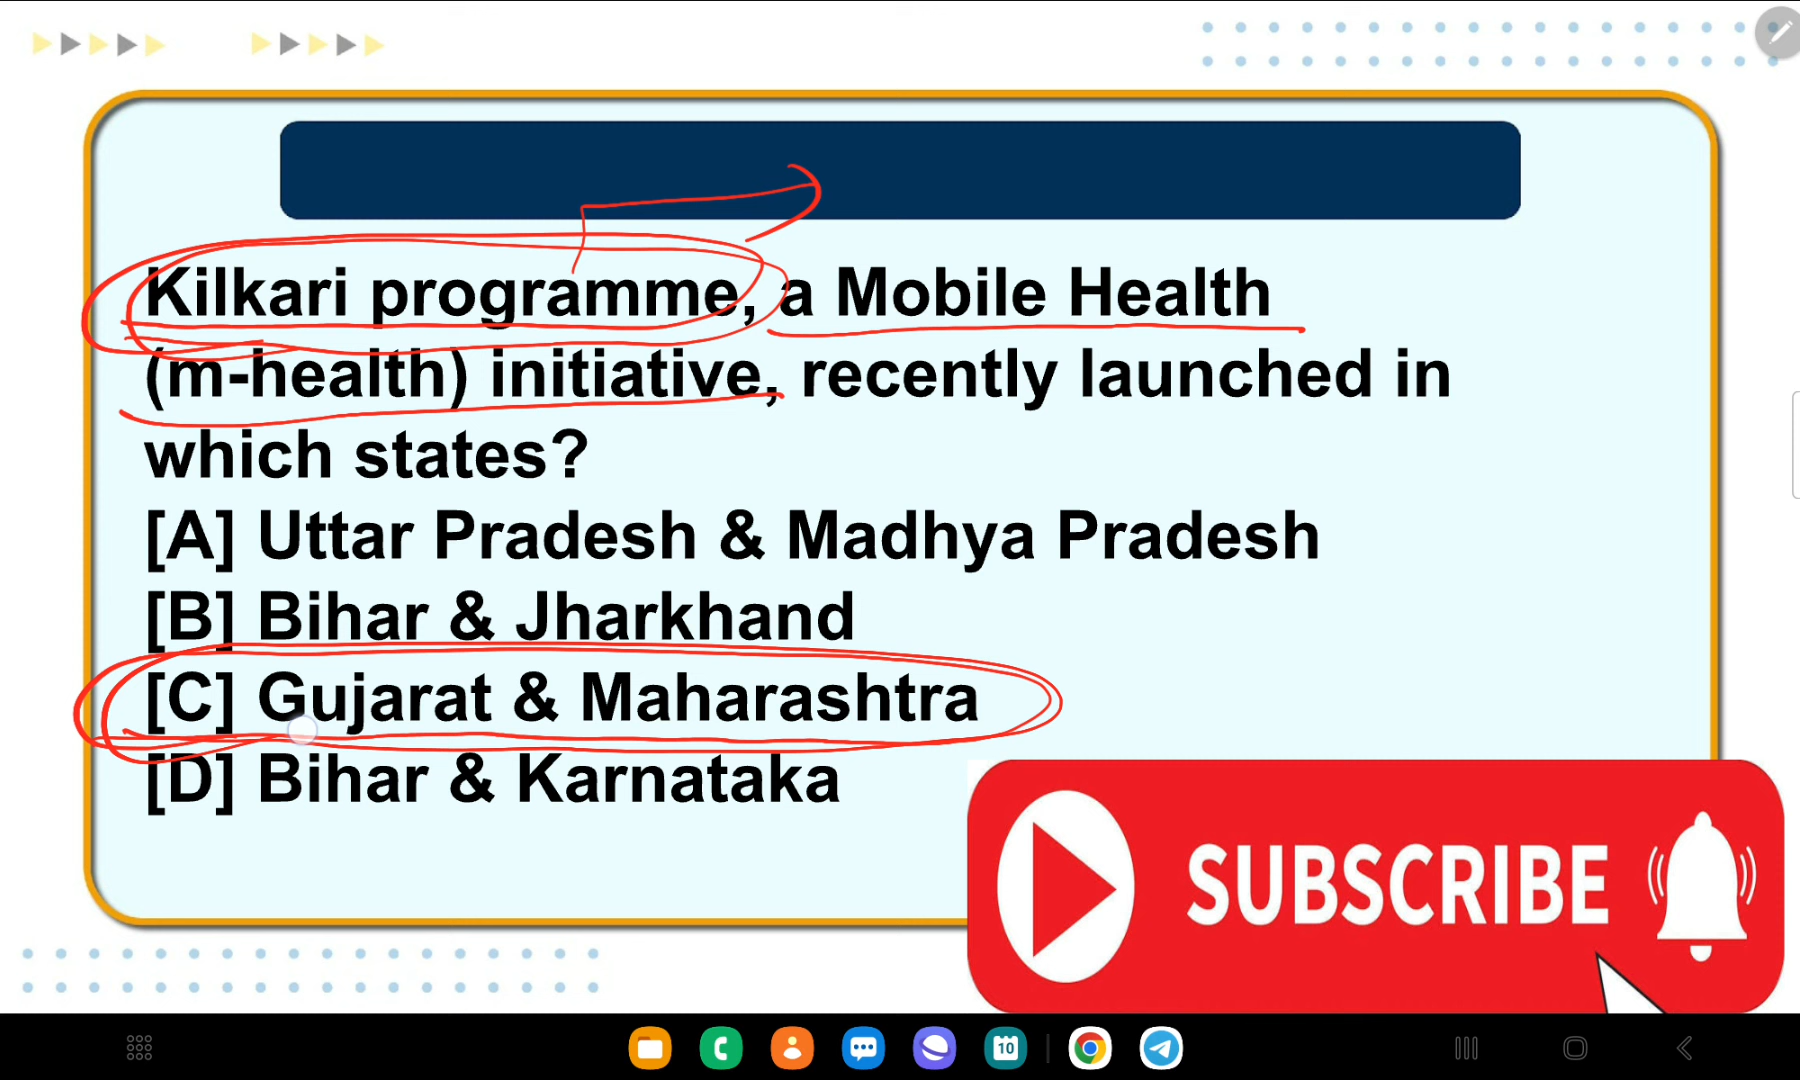 Kilkari programme, a Mobile Health
(m-health) initiative, recently launched in
which states?
[A] Uttar Pradesh & Madhya Pradesh
[B] Bihar & Jharkhand
[C] Gujarat & Maharashtra
[D] Bihar & Karnataka
SUBSCRIBE
10